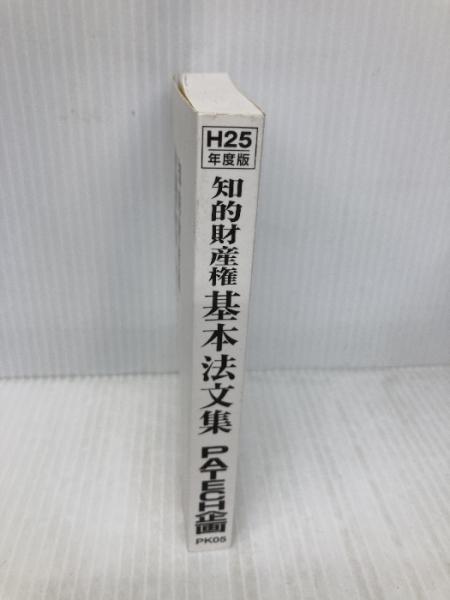 H25
年度版
知的財産権
基本法文集
PATECH企画
PK05